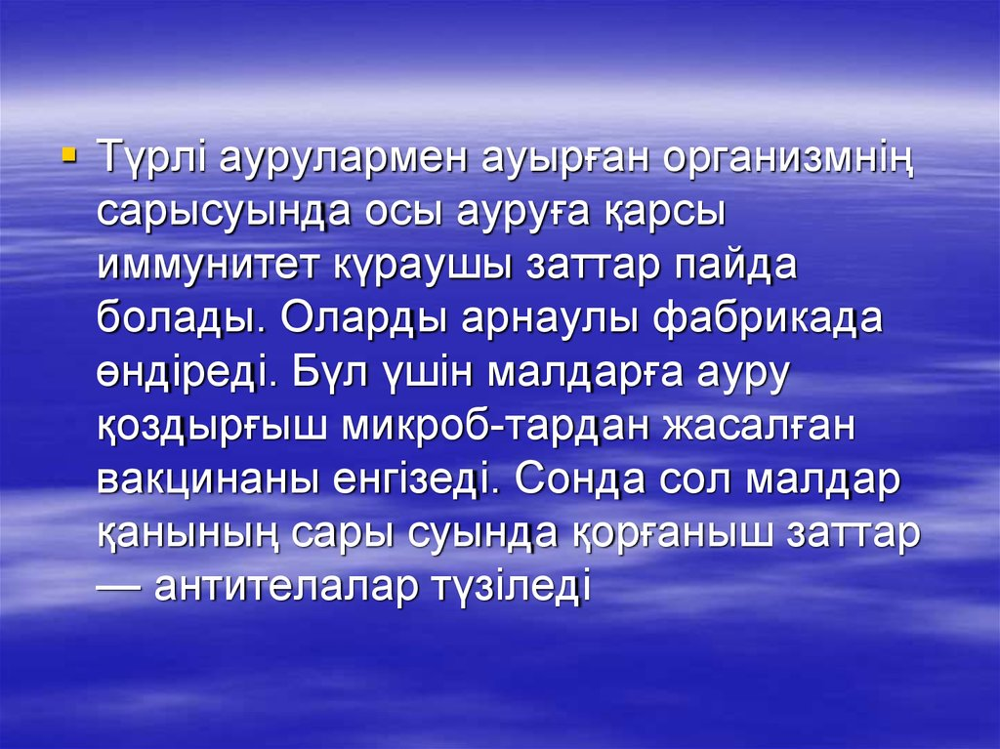 Түрлі аурулармен ауырған организмнің
сарысуында осы ауруға қарсы
иммунитет күраушы заттар пайда
болады. Оларды арнаулы фабрикада
өндіреді. Бүл үшін малдарға ауру
қоздырғыш микроб-тардан жасалған
вакцинаны енгізеді. Сонда сол малдар
қанының сары суында қорғаныш заттар
— антителалар түзіледі